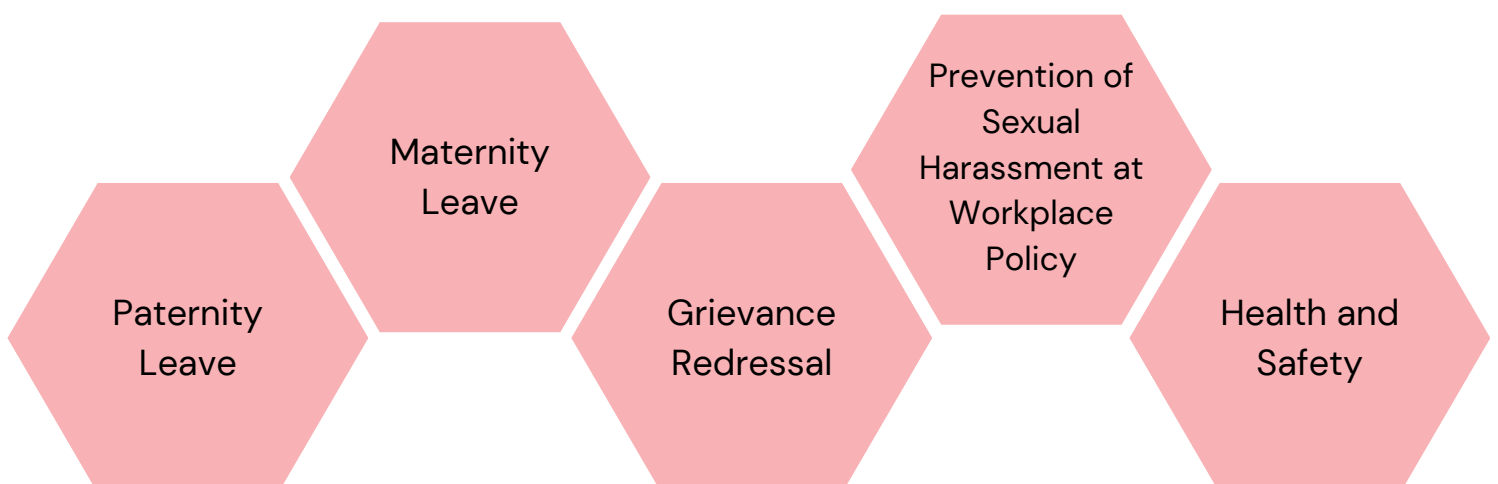 Paternity
Leave
Maternity
Leave
Grievance
Redressal
Prevention of
Sexual
Harassment at
Workplace
Policy
Health and
Safety